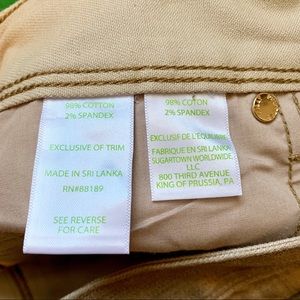 98% COTTON
2% SPANDEX
EXCLUSIVE OF TRIM
MADE IN SRI LANKA
RN#88189
SEE REVERSE
FOR CARE
98% COTTON
2% SPANDEX
EXCLUSIF DE L'ÉQUILIBRE
FABRIQUE EN SRI LANKA
SUGARTOWN WORLDWIDE,
LLC
800 THIRD AVENUE
KING OF PRUSSIA, PA